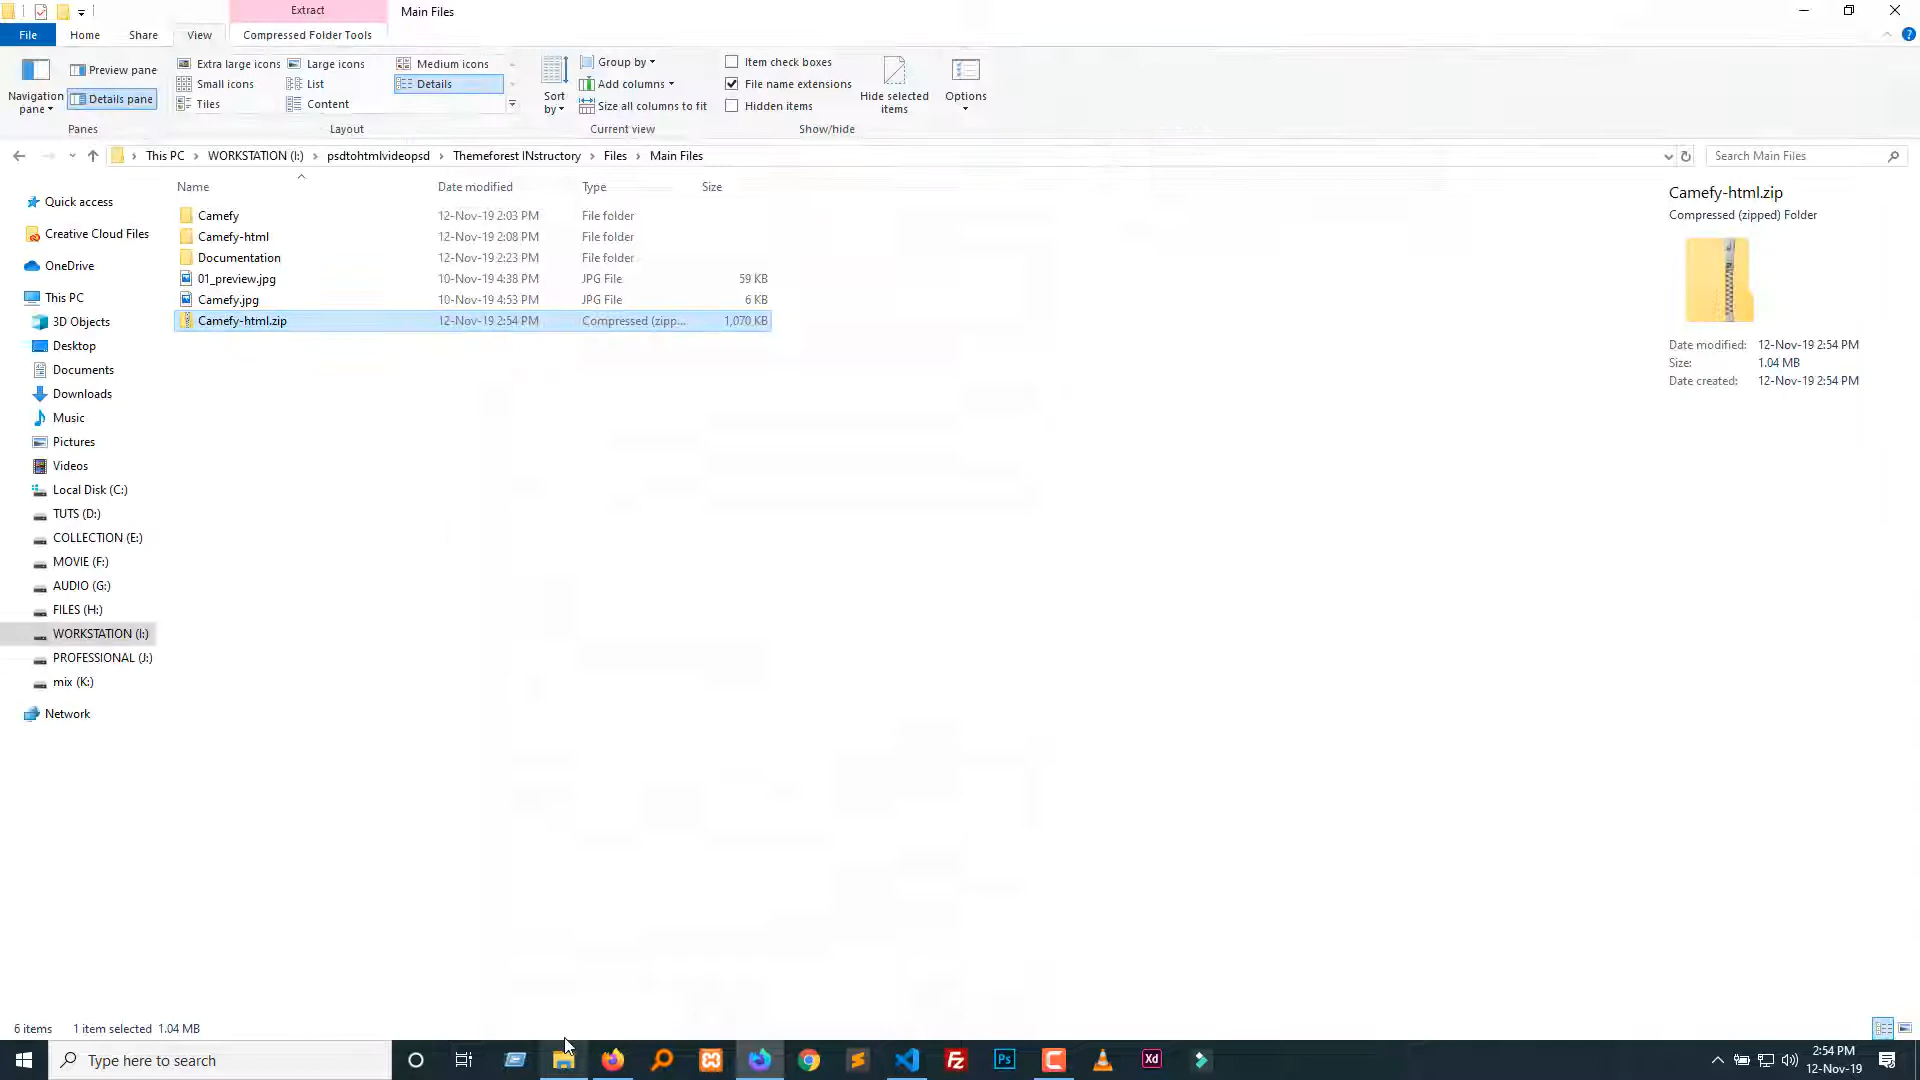 Extract
Main Files
File
Home
Share
View
Compressed Folder Tools
Navigation pane
Preview pane
Details pane
Panes
Extra large icons
Large icons
Medium icons
Small icons
List
Details
Tiles
Content
Layout
Sort by
Group by
Add columns
Size all columns to fit
Current view
Item check boxes
File name extensions
Hidden items
Hide selected items
Show/hide
Options
This PC
WORKSTATION (I:)
psdtohtmlvideopsd
Themeforest INstructory
Files
Main Files
Search Main Files
Name
Date modified
Type
Size
Camefy 12-Nov-19 2:03 PM File folder
Camefy-html 12-Nov-19 2:08 PM File folder
Documentation 12-Nov-19 2:23 PM File folder
01_preview.jpg 10-Nov-19 4:38 PM JPG File 59 KB
Camefy.jpg 10-Nov-19 4:53 PM JPG File 6 KB
Camefy-html.zip 12-Nov-19 2:54 PM Compressed (zipp... 1,070 KB
Quick access
Creative Cloud Files
OneDrive
This PC
3D Objects
Desktop
Documents
Downloads
Music
Pictures
Videos
Local Disk (C:)
TUTS (D:)
COLLECTION (E:)
MOVIE (F:)
AUDIO (G:)
FILES (H:)
WORKSTATION (I:)
PROFESSIONAL (J:)
mix (K:)
Network
Camefy-html.zip
Compressed (zipped) Folder
Date modified: 12-Nov-19 2:54 PM
Size: 1.04 MB
Date created: 12-Nov-19 2:54 PM
6 items
1 item selected 1.04 MB
Type here to search
Fz
Ps
Xd
2:54 PM
12-Nov-19